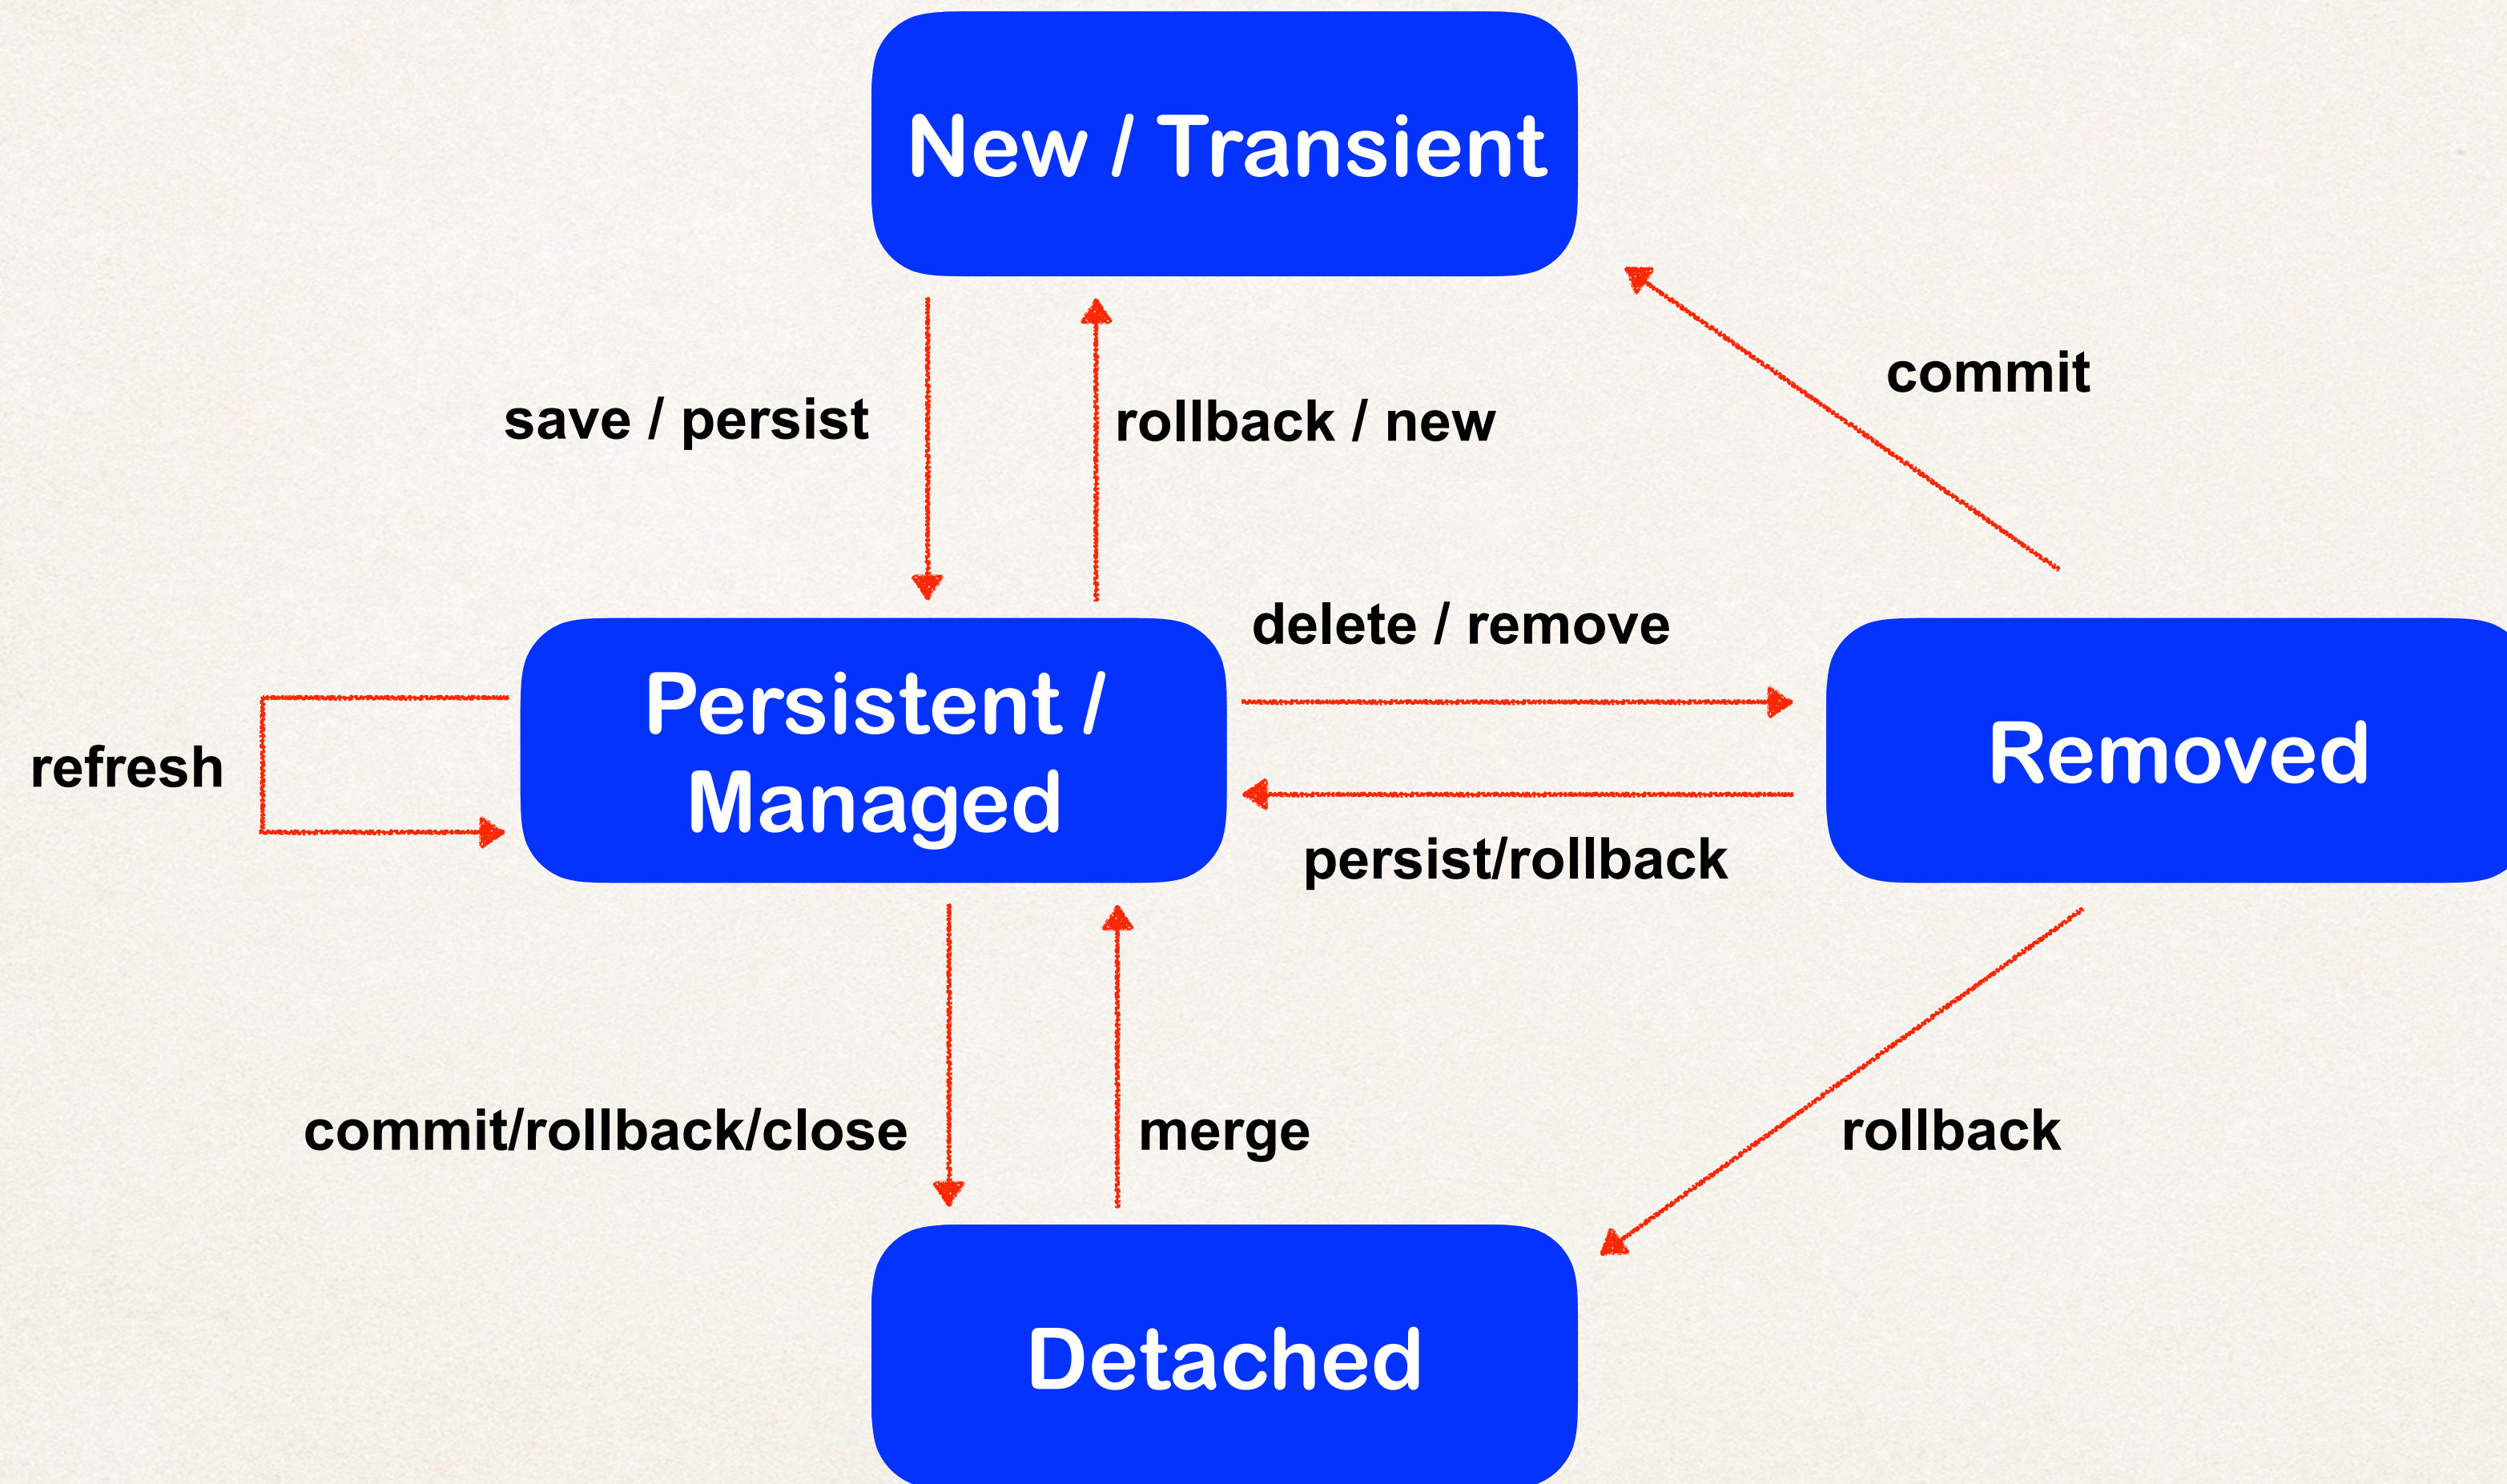 New / Transient
commit
save / persist
rollback / new
delete / remove
Persistent /
Managed
Removed
refresh
persist/rollback
commit/rollback/close
merge
rollback
Detached